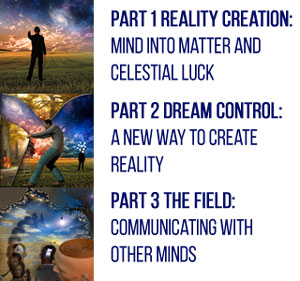 PART 1 REALITY CREATION:
MIND INTO MATTER AND
CELESTIAL LUCK
PART 2 DREAM CONTROL:
A NEW WAY TO CREATE
REALITY
PART 3 THE FIELD:
COMMUNICATING WITH
OTHER MINDS